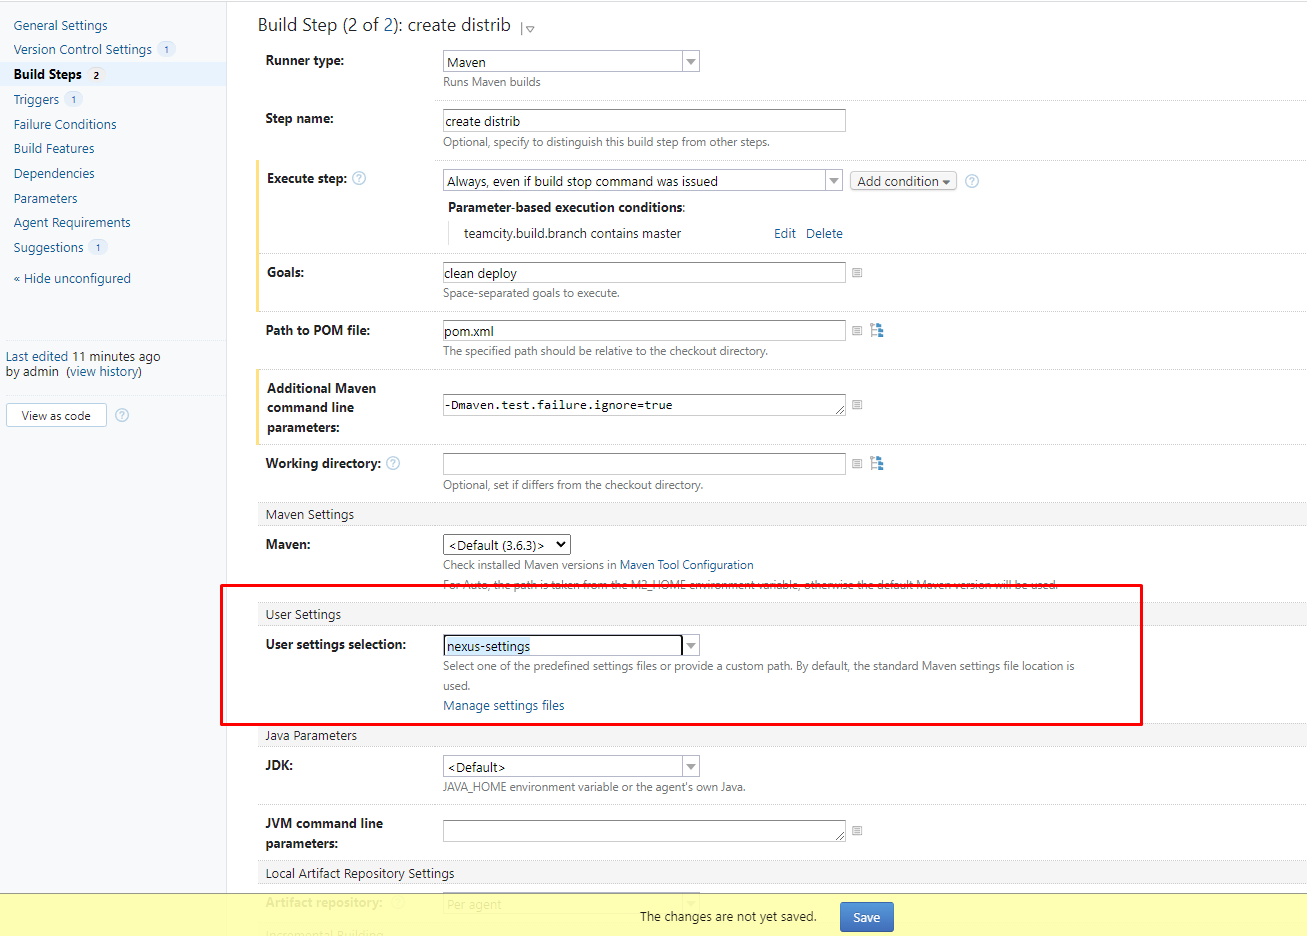 General Settings
Version Control Settings 1
Build Steps 2
Triggers 1
Failure Conditions
Build Features
Dependencies
Parameters
Agent Requirements
Suggestions 1
« Hide unconfigured
Last edited 11 minutes ago
by admin (view history)
View as code ?
Build Step (2 of 2): create distrib
Runner type:
Maven
Runs Maven builds
Step name:
create distrib
Optional, specify to distinguish this build step from other steps.
Execute step: ?
Always, even if build stop command was issued
Add condition ?
Parameter-based execution conditions:
teamcity.build.branch contains master Edit Delete
Goals:
clean deploy
Space-separated goals to execute.
Path to POM file:
pom.xml
The specified path should be relative to the checkout directory.
Additional Maven
command line
parameters:
-Dmaven.test.failure.ignore=true
Working directory: ?
Optional, set if differs from the checkout directory.
Maven Settings
Maven:
<Default (3.6.3)>
Check installed Maven versions in Maven Tool Configuration
For Auto, the path is taken from the M2_HOME environment variable, otherwise the default Maven version will be used.
User Settings
User settings selection:
nexus-settings
Select one of the predefined settings files or provide a custom path. By default, the standard Maven settings file location is
used.
Manage settings files
Java Parameters
JDK:
<Default>
JAVA_HOME environment variable or the agent's own Java.
JVM command line
parameters:
Local Artifact Repository Settings
Artifact repository:
Per agent
The changes are not yet saved.
Save
Incremental Building